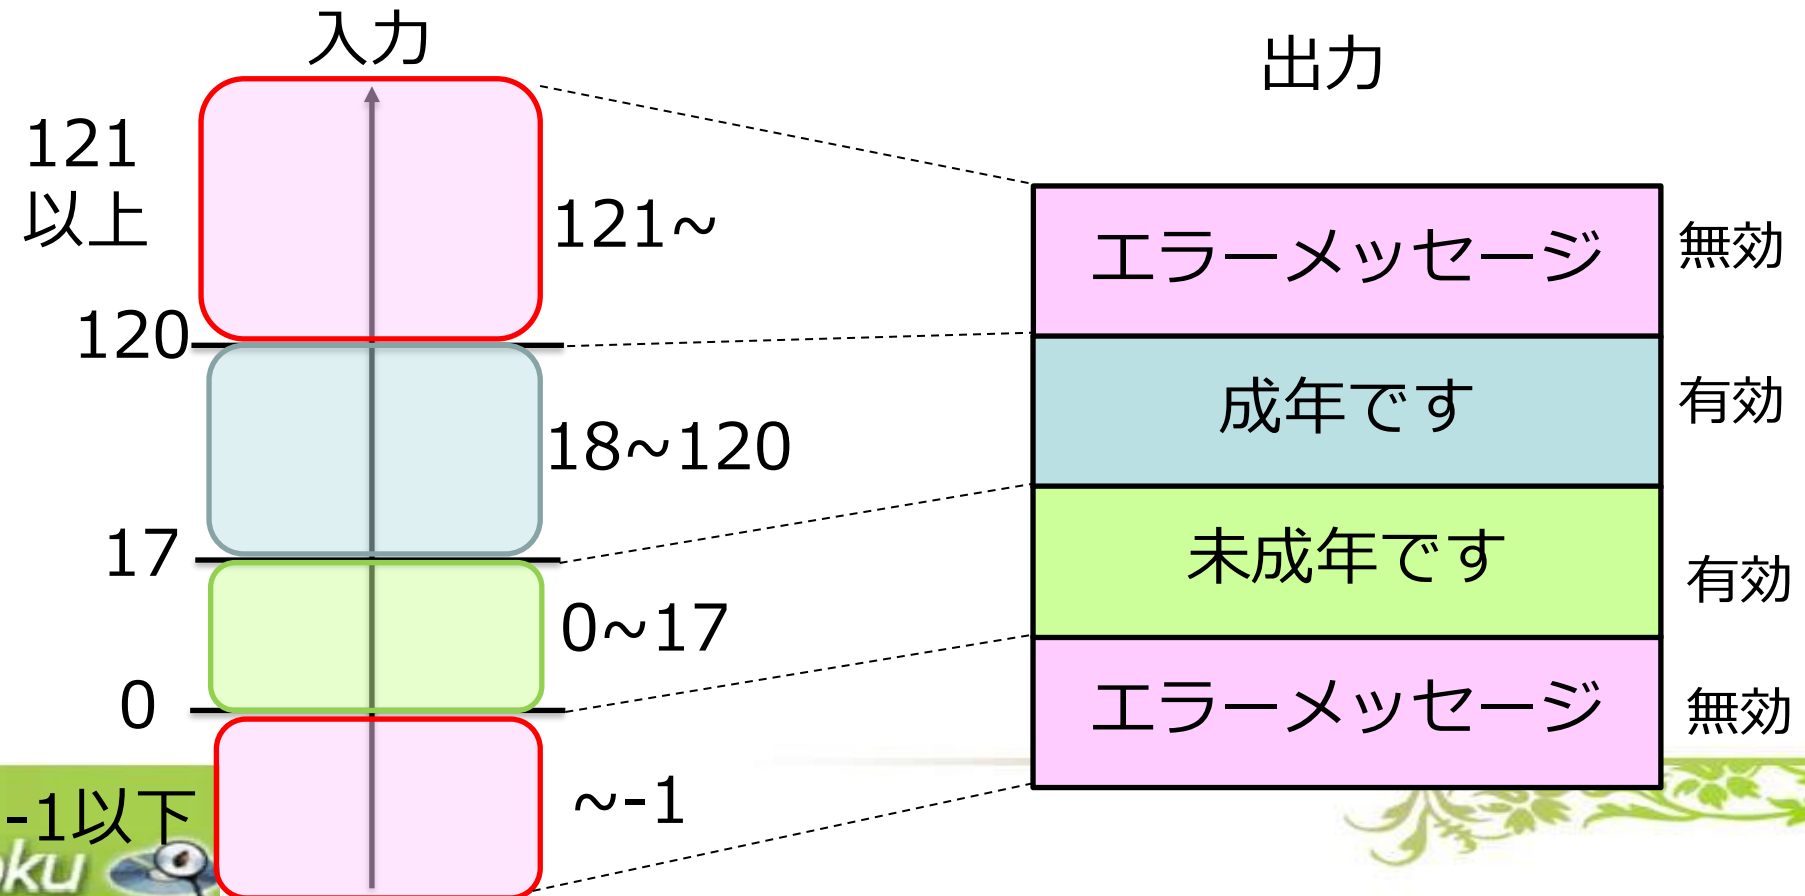 入力
出力
121
以上
121~
エラーメッセージ
無効
120
成年です
有効
18~120
17
未成年です
有効
0~17
0
エラーメッセージ
無効
-1以下
~-1